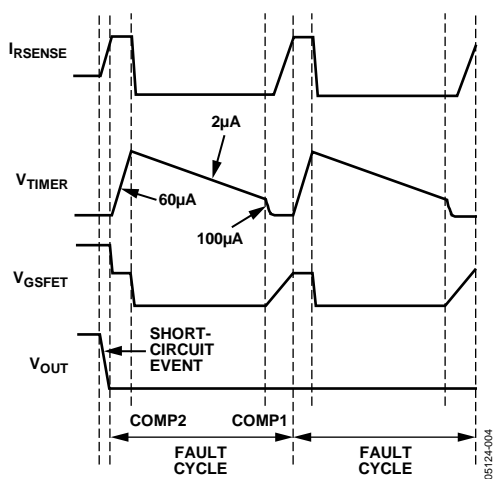 IRSENSE
2µA
VTIMER
60µA
100µA
VGSFET
SHORT-
CIRCUIT
EVENT
VOUT
COMP2 COMP1
FAULT
CYCLE
FAULT
CYCLE
05124-004